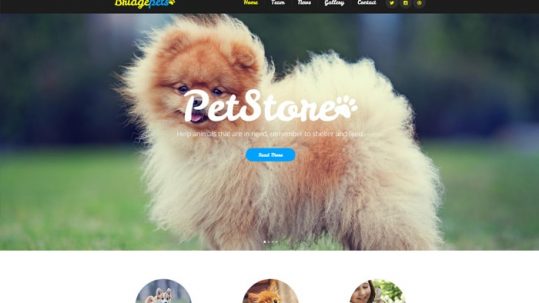 Bridgepets
Home Team News Gallery Contact
PetStore
Help animals that are in need, remember to shelter and feed.
Read More